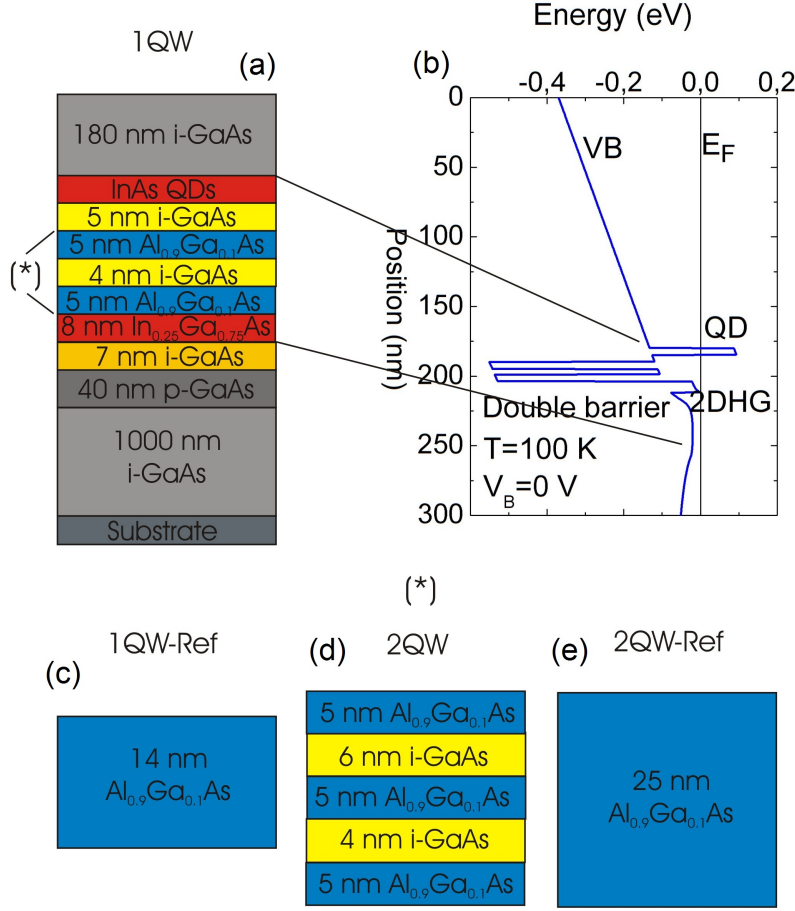 1QW
(a)
180 nm i-GaAs
InAs QDs
5 nm i-GaAs
5 nm Al0.9Ga0.1As
4 nm i-GaAs
5 nm Al0.9Ga0.1As
8 nm In0.25Ga0.75As
7 nm i-GaAs
40 nm p-GaAs
1000 nm
i-GaAs
Substrate
(*)
(b)
Energy (eV)
-0,4 -0,2 0,0 0,2
0
50
100
150
200
250
300
Position (nm)
VB
EF
QD
2DHG
Double barrier
T=100 K
VB=0 V
(*)
1QW-Ref
(c)
14 nm
Al0.9Ga0.1As
(d)
2QW
5 nm Al0.9Ga0.1As
6 nm i-GaAs
5 nm Al0.9Ga0.1As
4 nm i-GaAs
5 nm Al0.9Ga0.1As
(e)
2QW-Ref
25 nm
Al0.9Ga0.1As